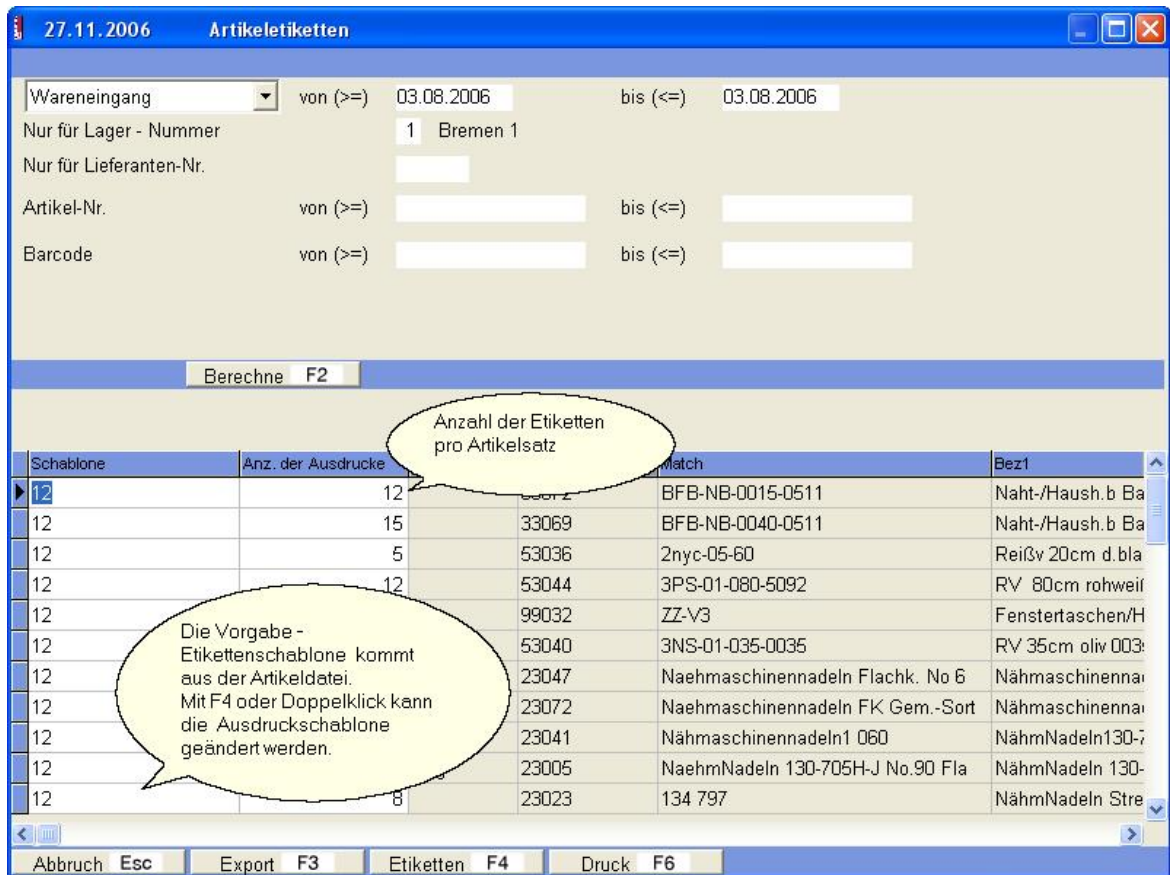 27.11.2006 Artikeletiketten
Wareneingang von (>=) 03.08.2006 bis (<=) 03.08.2006
Nur für Lager - Nummer 1 Bremen 1
Nur für Lieferanten-Nr.
Artikel-Nr. von (>=) bis (<=)
Barcode von (>=) bis (<=)
Berechne F2
Anzahl der Etiketten
pro Artikelsatz
Schablone Anz. der Ausdrucke Match Bez1
12 12 BFB-NB-0015-0511 Naht-/Haush.b Ba
12 15 33069 BFB-NB-0040-0511 Naht-/Haush.b Ba
12 5 53036 2nyc-05-60 Reißv 20cm d.bla
12 12 53044 3PS-01-080-5092 RV 80cm rohweiß
12 99032 ZZ-V3 Fenstertaschen/H
12 53040 3NS-01-035-0035 RV 35cm oliv 003
12 23047 Naehmaschinennadeln Flachk. No 6 Nähmaschinenna
12 23072 Naehmaschinennadeln FK Gem.-Sort Nähmaschinenna
12 23041 Nähmaschinennadeln1 060 NähmNadeln130-7
12 23005 NaehmNadeln 130-705H-J No.90 Fla NähmNadeln 130-
12 8 23023 134 797 NähmNadeln Stre
Die Vorgabe -
Etikettenschablone kommt
aus der Artikeldatei.
Mit F4 oder Doppelklick kann
die Ausdruckschablone
geändert werden.
Abbruch Esc Export F3 Etiketten F4 Druck F6